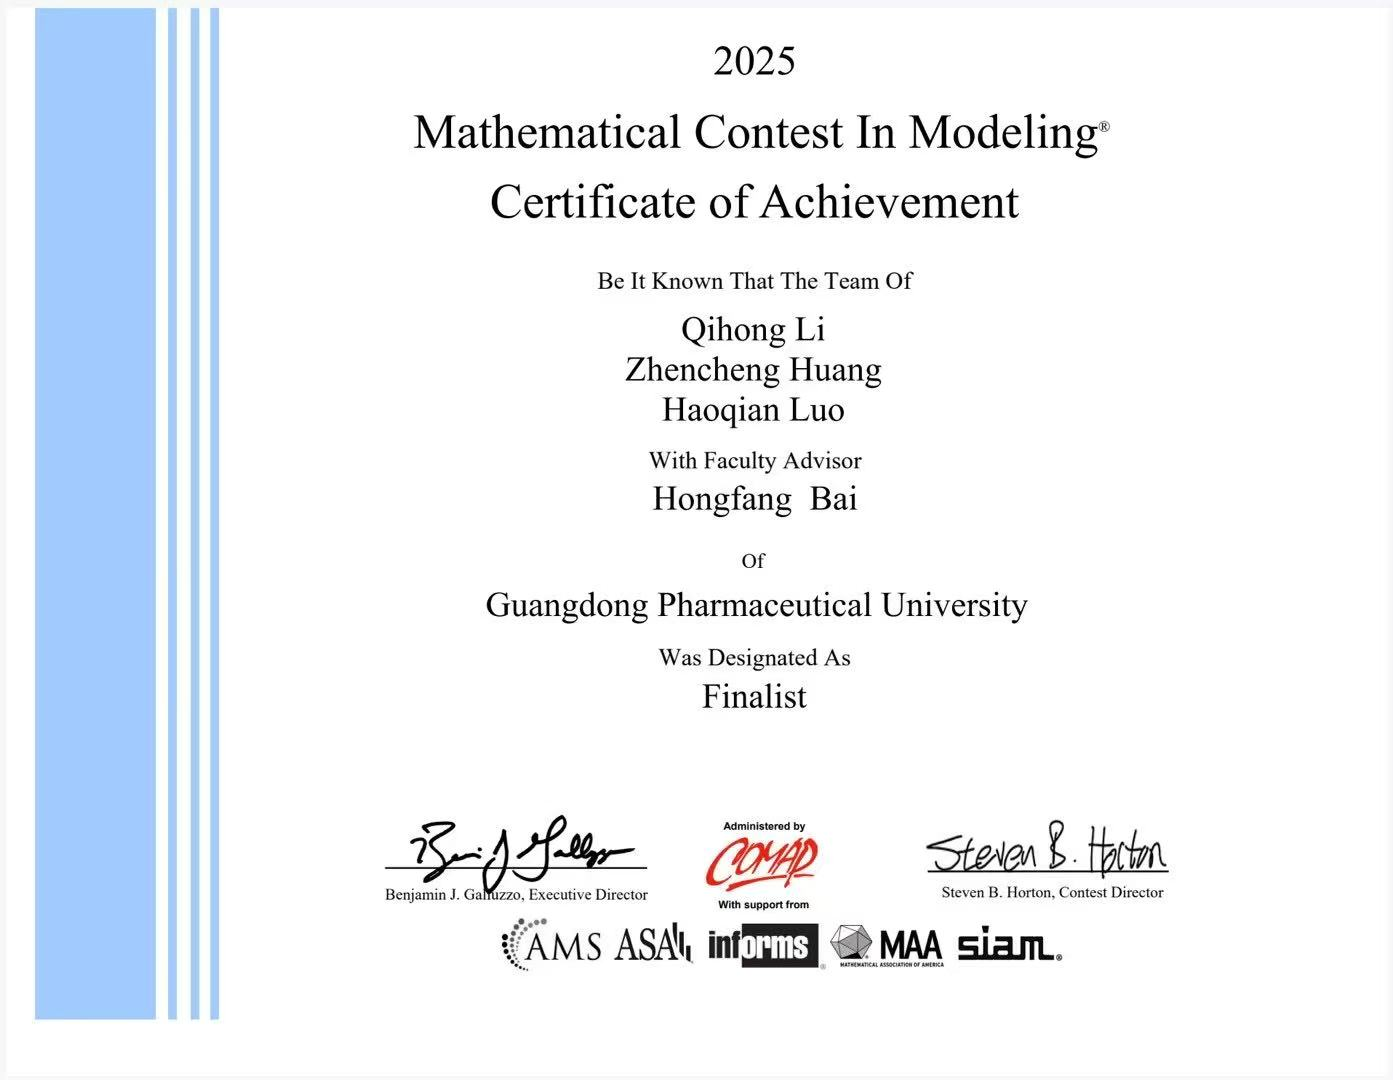 2025
Mathematical Contest In Modeling®
Certificate of Achievement
Be It Known That The Team Of
Qihong Li
Zhencheng Huang
Haoqian Luo
With Faculty Advisor
Hongfang Bai
Of
Guangdong Pharmaceutical University
Was Designated As
Finalist
Administered by
COMAP
Steven B. Horton
Benjamin J. Galluzzo, Executive Director
Steven B. Horton, Contest Director
With support from
AMS ASA informs® MAA siam®
MATHEMATICAL ASSOCIATION OF AMERICA